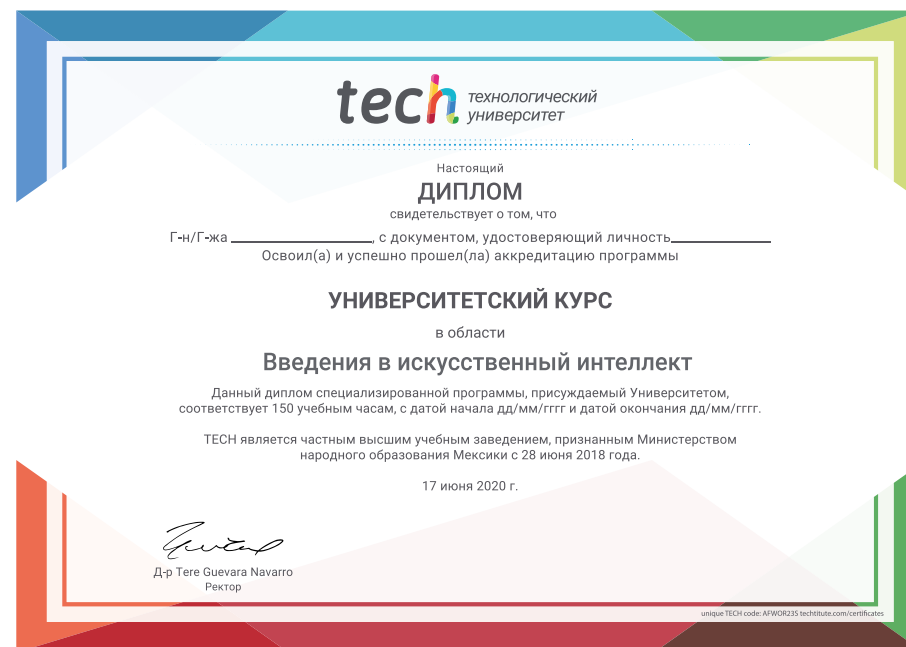 tech технологический
университет
Настоящий
ДИПЛОМ
свидетельствует о том, что
Г-н/Г-жа ____________________, с документом, удостоверяющий личность______________
Освоил(а) и успешно прошел(ла) аккредитацию программы
УНИВЕРСИТЕТСКИЙ КУРС
в области
Введения в искусственный интеллект
Данный диплом специализированной программы, присуждаемый Университетом,
соответствует 150 учебным часам, с датой начала дд/мм/гггг и датой окончания дд/мм/гггг.
TECH является частным высшим учебным заведением, признанным Министерством
народного образования Мексики с 28 июня 2018 года.
17 июня 2020 г.
Д-р Tere Guevara Navarro
Ректор
unique TECH code: AFWOR23S techtitute.com/certificates